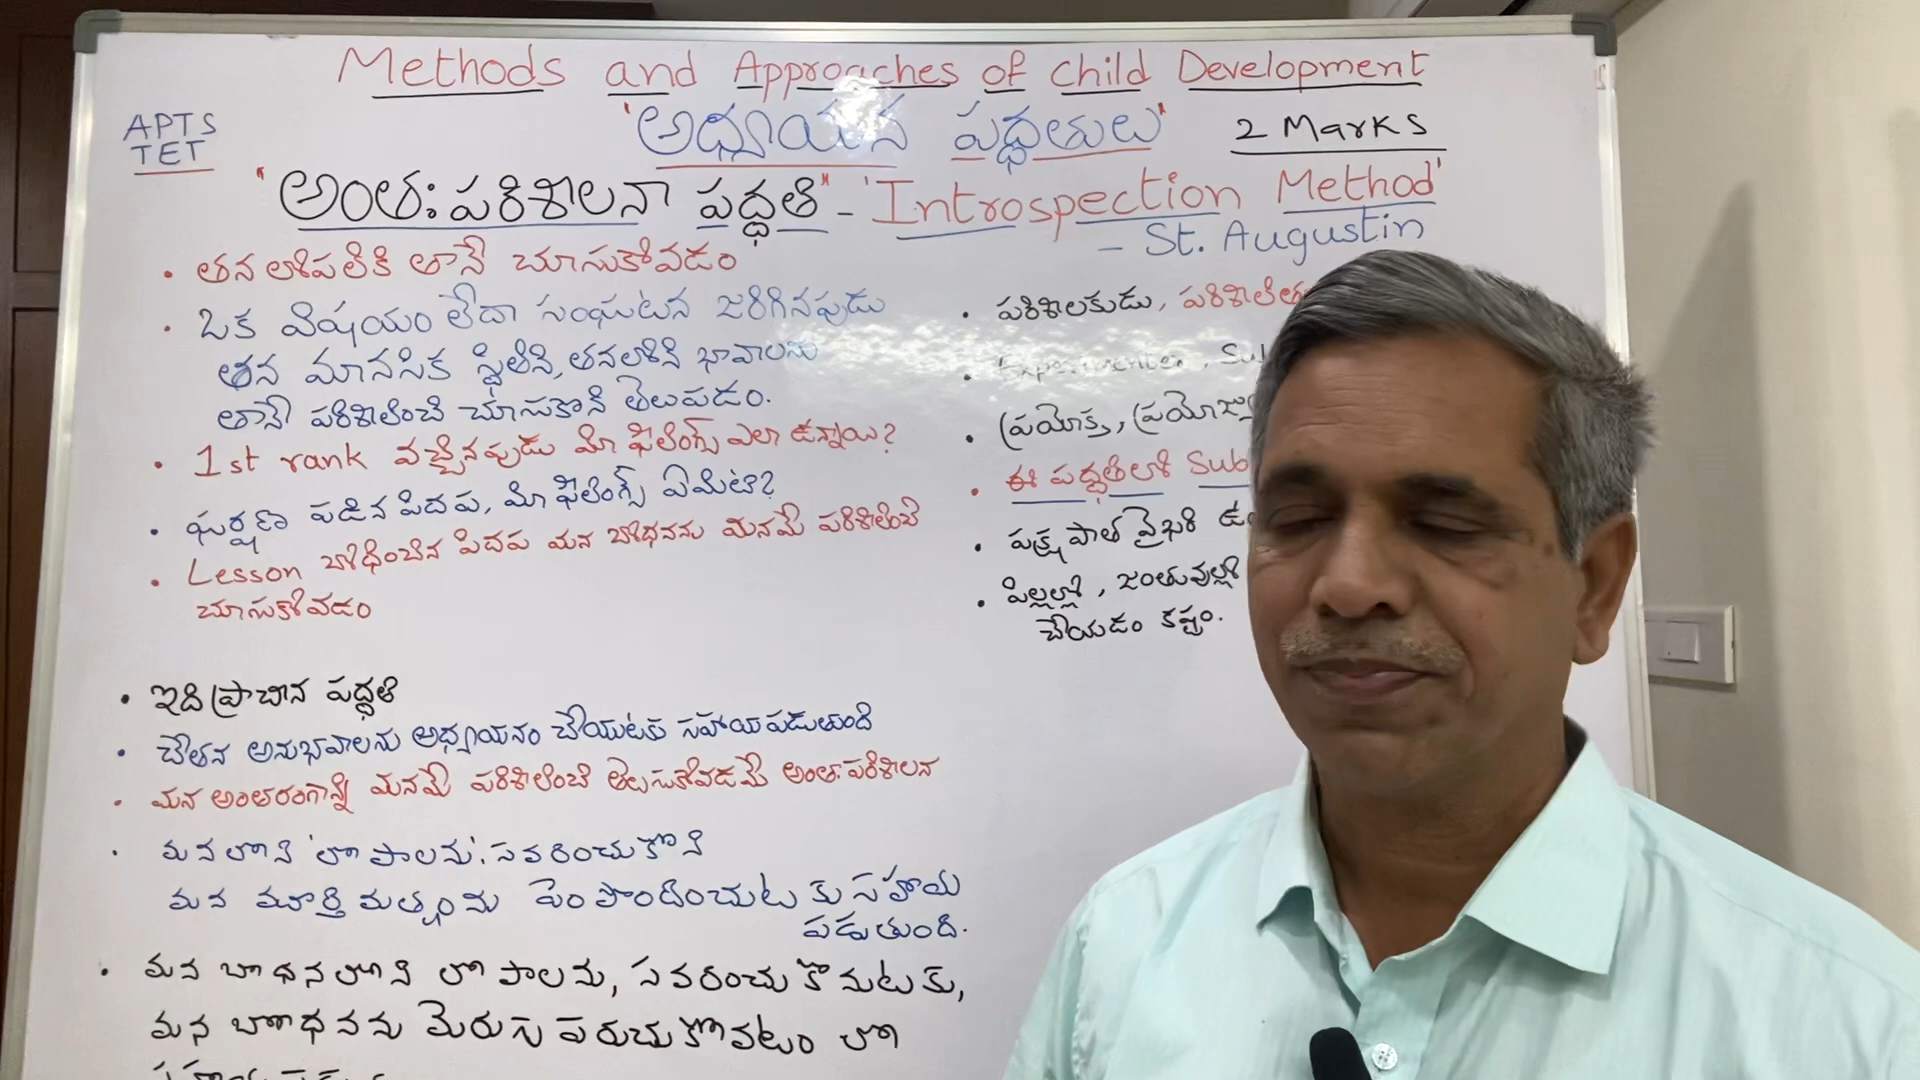 Methods and Approaches of Child Development
APTS
TET
"అధ్యయన పద్ధతులు"
2 Marks
"అంతఃపరిశీలనా పద్ధతి" - 'Introspection Method'
- St. Augustin
• తనలోపలికి తానే చూసుకోవడం
• ఒక విషయం లేదా సంఘటన జరిగినపుడు
తన మానసిక స్థితిని, తనలోని భావాలను
తానే పరిశీలించి చూసుకొని తెలుపడం.
• 1st rank వచ్చినపుడు మీ ఫీలింగ్స్ ఎలా ఉన్నాయి?
• ఘర్షణా పడిన పిదప, మీ ఫీలింగ్స్ ఏమిటి?
• Lesson బోధించిన పిదప మన బోధనను మనమే పరిశీలించి
చూసుకోవడం
• ఇది ప్రాచీన పద్ధతి
• చేతన అనుభావాలను అధ్యయనం చేయుటకు సహాయపడుతుంది
• మన అంతరంగాన్ని మనమే పరిశీలించి తెలుసుకోవడమే అంతఃపరిశీలన
• మనలోని 'లోపాలను' సవరించుకొని
మన మూర్తిమత్వంను పెంపొందించుటకు సహాయ
పడుతుంది.
• మన బోధనలోని లోపాలను, సవరించుకొనుటకు,
మన బోధనను మెరుగుపరుచుకోవటం లో
• పరిశీలకుడు,
• Experimenter,
• ప్రయోక్త,
• ఈ పద్ధతిలో
• పక్షపాత వైఖరి
• పిల్లల్లో, జంతువుల్లో
చేయడం కష్టం.